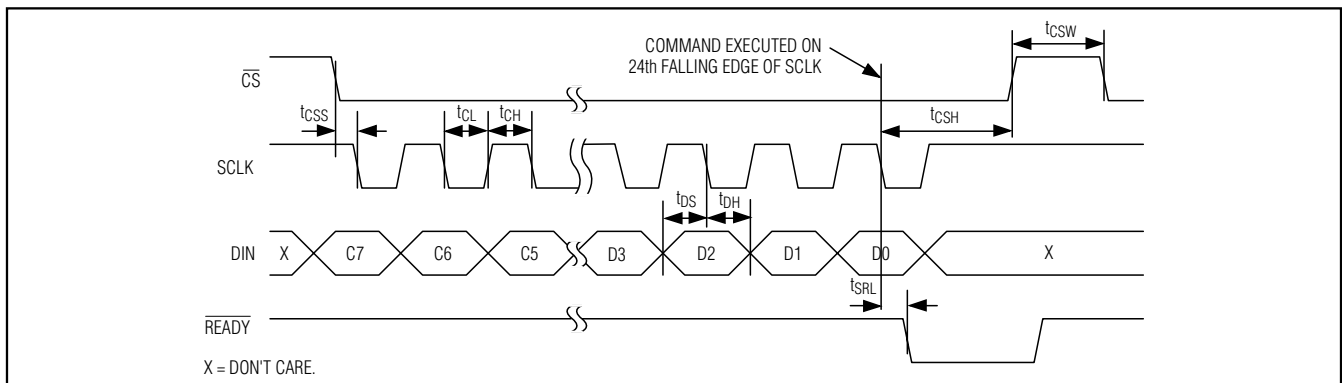 COMMAND EXECUTED ON
24th FALLING EDGE OF SCLK
tCSW
CS
tCSS
tCL
tCH
tCSH
SCLK
tDS
tDH
DIN
X
C7
C6
C5
D3
D2
D1
D0
X
tSRL
READY
X = DON'T CARE.